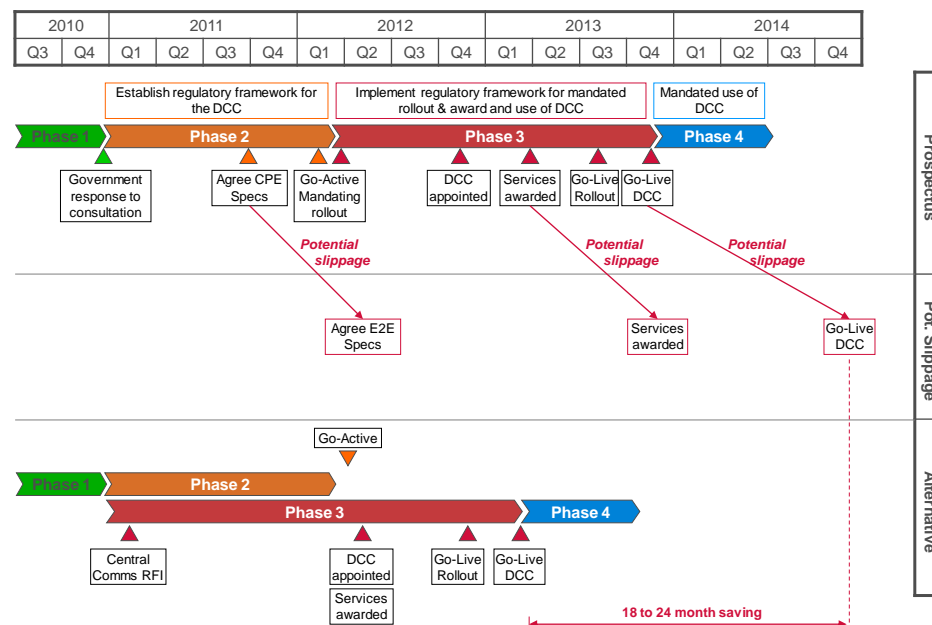 2010 2011 2012 2013 2014
Q3 Q4 Q1 Q2 Q3 Q4 Q1 Q2 Q3 Q4 Q1 Q2 Q3 Q4 Q1 Q2 Q3 Q4
Establish regulatory framework for
the DCC
Implement regulatory framework for mandated
rollout & award and use of DCC
Mandated use of
DCC
Phase 1
Phase 2
Phase 3
Phase 4
Government
response to
consultation
Agree CPE
Specs
Go-Active
Mandating
rollout
DCC
appointed
Services
awarded
Go-Live
Rollout
Go-Live
DCC
Prospectus
Potential
slippage
Potential
slippage
Potential
slippage
Agree E2E
Specs
Services
awarded
Go-Live
DCC
Pot. Slippage
Go-Active
Phase 1
Phase 2
Phase 3
Phase 4
Central
Comms RFI
DCC
appointed
Services
awarded
Go-Live
Rollout
Go-Live
DCC
Alternative
18 to 24 month saving